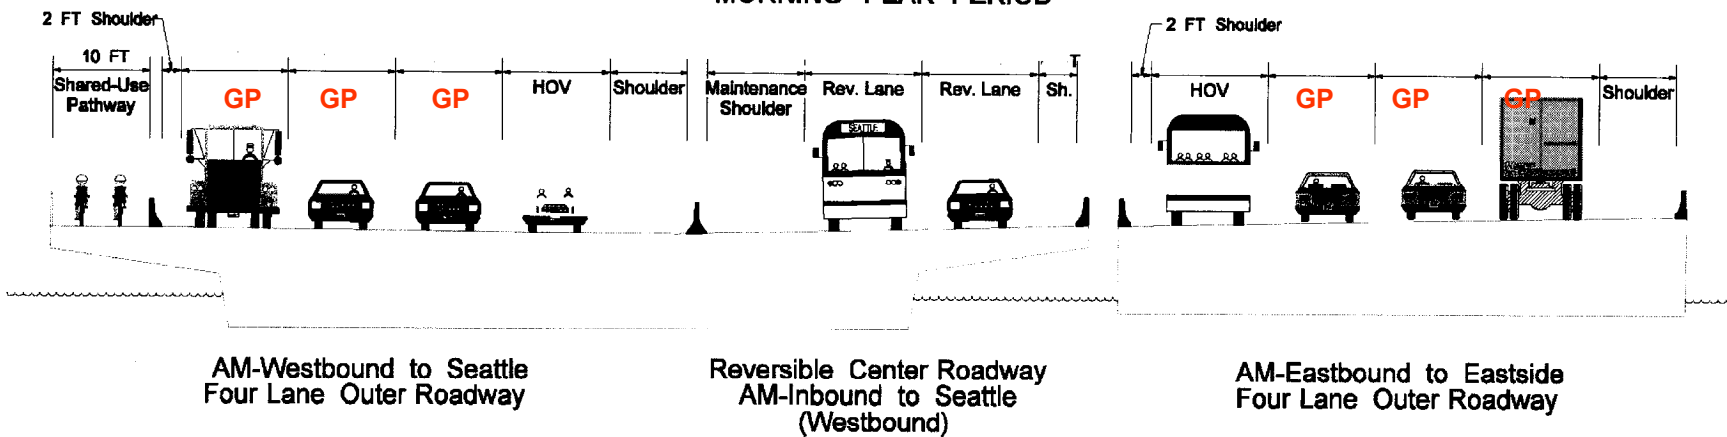 MORNING PEAK PERIOD
2 FT Shoulder
2 FT Shoulder
10 FT
Shared-Use
Pathway
GP
GP
GP
HOV
Shoulder
Maintenance
Shoulder
Rev. Lane
Rev. Lane
Sh.
HOV
GP
GP
GP
Shoulder
SEATTLE
AM-Westbound to Seattle
Four Lane Outer Roadway
Reversible Center Roadway
AM-Inbound to Seattle
(Westbound)
AM-Eastbound to Eastside
Four Lane Outer Roadway